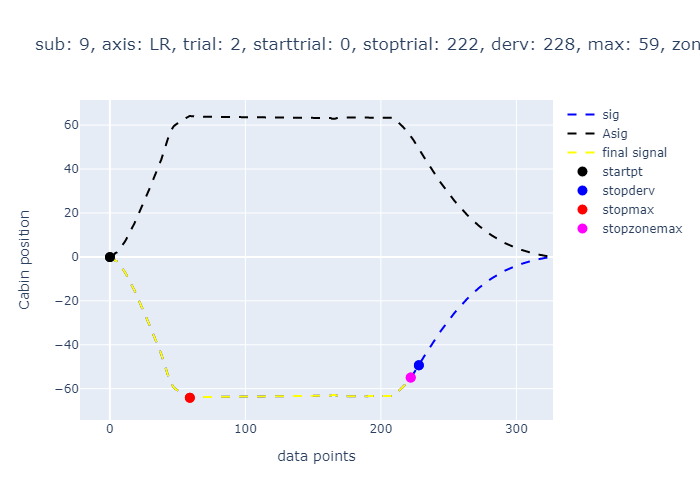 sub: 9, axis: LR, trial: 2, starttrial: 0, stoptrial: 222, derv: 228, max: 59, zon
sig
Asig
final signal
startpt
stopderv
stopmax
stopzonemax
60
40
20
0
−20
−40
−60
Cabin position
0
100
200
300
data points